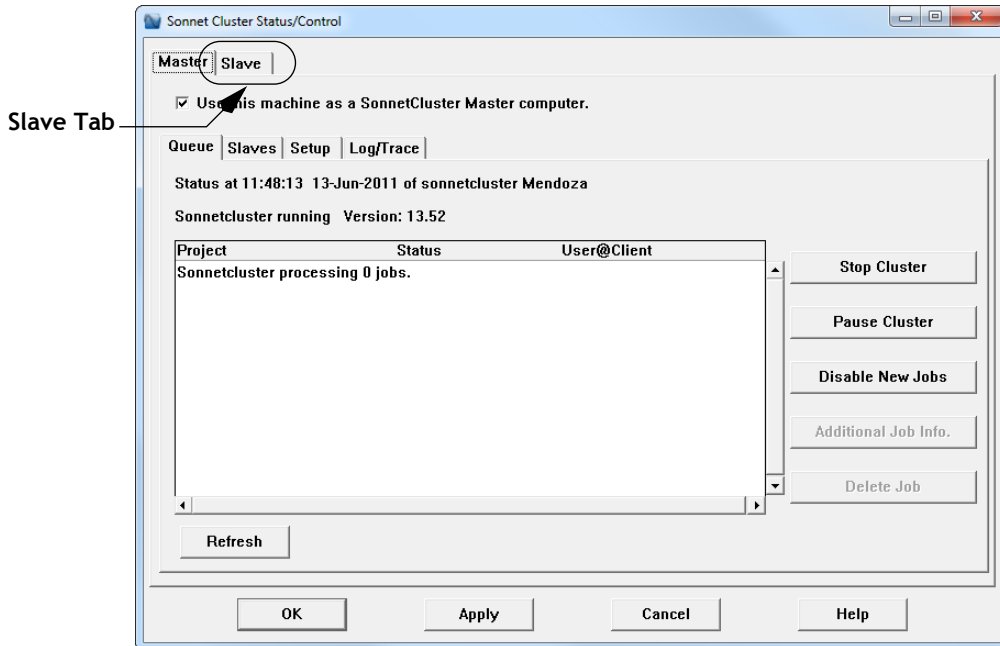 Sonnet Cluster Status/Control
Master Slave
Slave Tab
Use this machine as a SonnetCluster Master computer.
Queue Slaves Setup Log/Trace
Status at 11:48:13 13-Jun-2011 of sonnetcluster Mendoza
Sonnetcluster running Version: 13.52
Project Status User@Client
Sonnetcluster processing 0 jobs.
Stop Cluster
Pause Cluster
Disable New Jobs
Additional Job Info.
Delete Job
Refresh
OK Apply Cancel Help